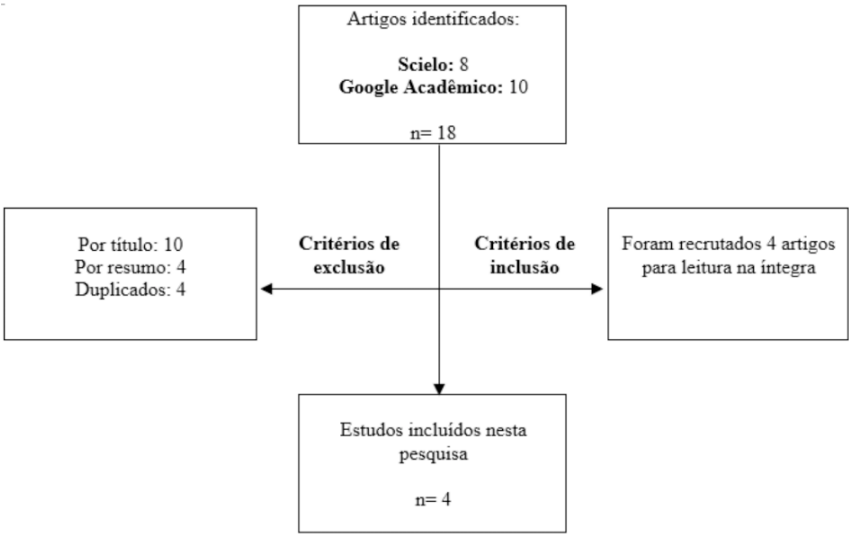 Artigos identificados:
Scielo: 8
Google Acadêmico: 10
n= 18
Por título: 10
Por resumo: 4
Duplicados: 4
Critérios de
exclusão
Critérios de
inclusão
Foram recrutados 4 artigos
para leitura na íntegra
Estudos incluídos nesta
pesquisa
n= 4